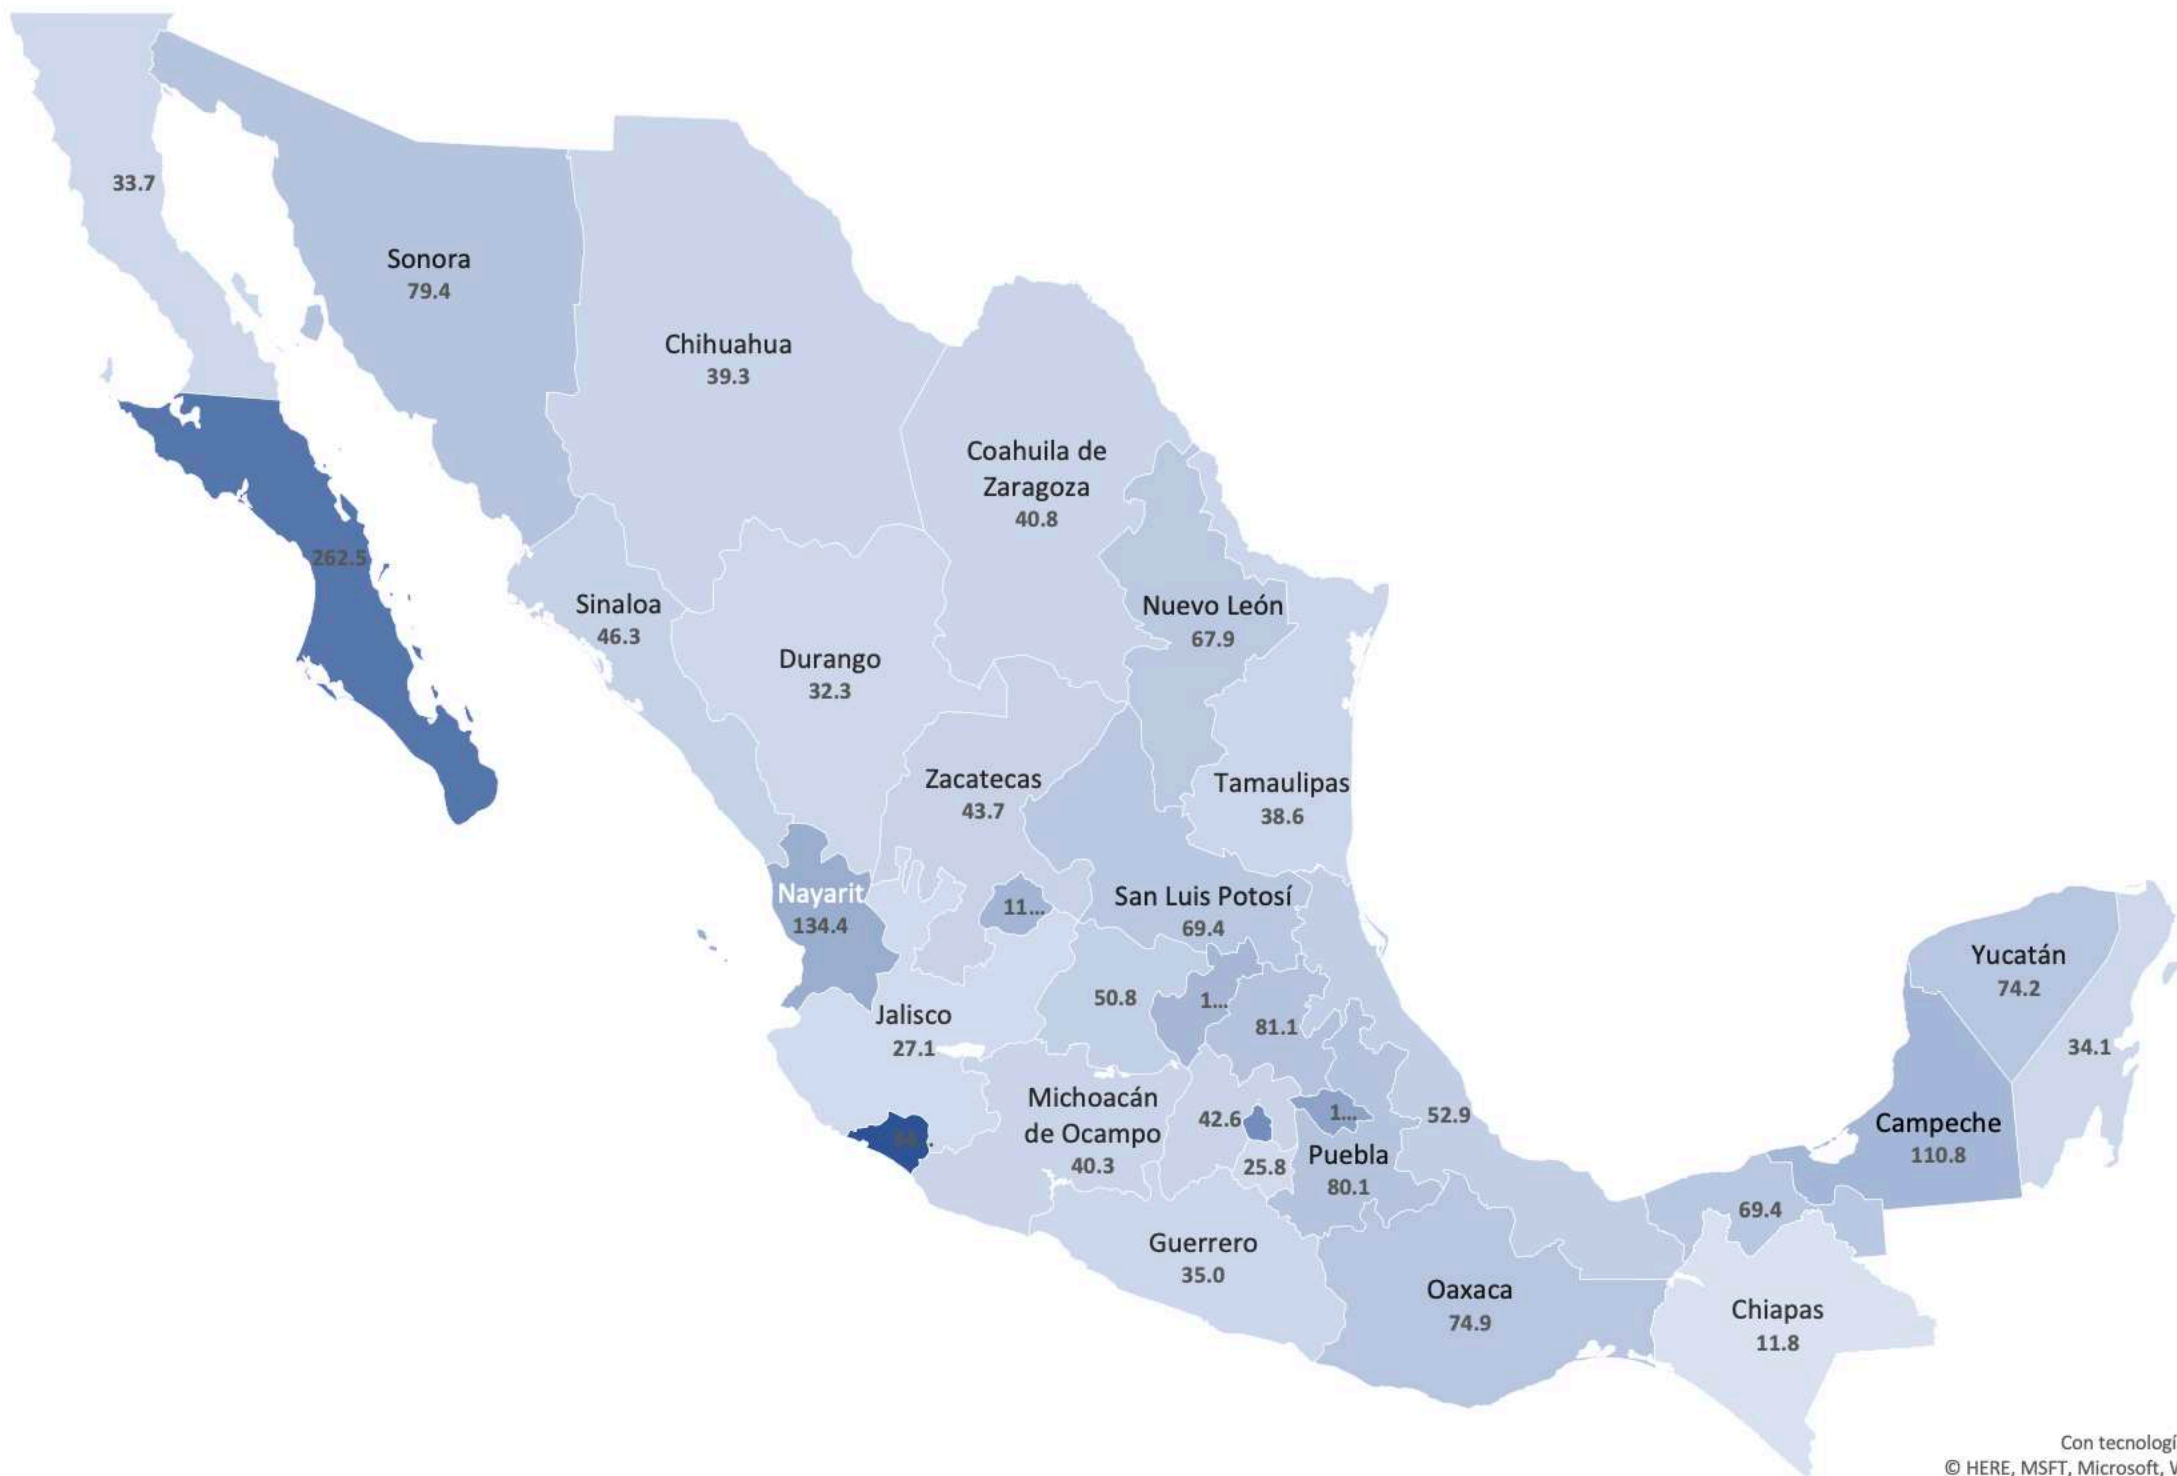 33.7
Sonora
79.4
Chihuahua
39.3
Coahuila de
Zaragoza
40.8
262.5
Sinaloa
46.3
Nuevo León
67.9
Durango
32.3
Zacatecas
43.7
Tamaulipas
38.6
Nayarit
134.4
11...
San Luis Potosí
69.4
Yucatán
74.2
50.8
1...
Jalisco
27.1
81.1
34.1
Michoacán
de Ocampo
40.3
42.6
1...
52.9
Campeche
110.8
25.8
Puebla
80.1
69.4
Guerrero
35.0
Oaxaca
74.9
Chiapas
11.8
Con tecnologí
© HERE, MSFT, Microsoft,